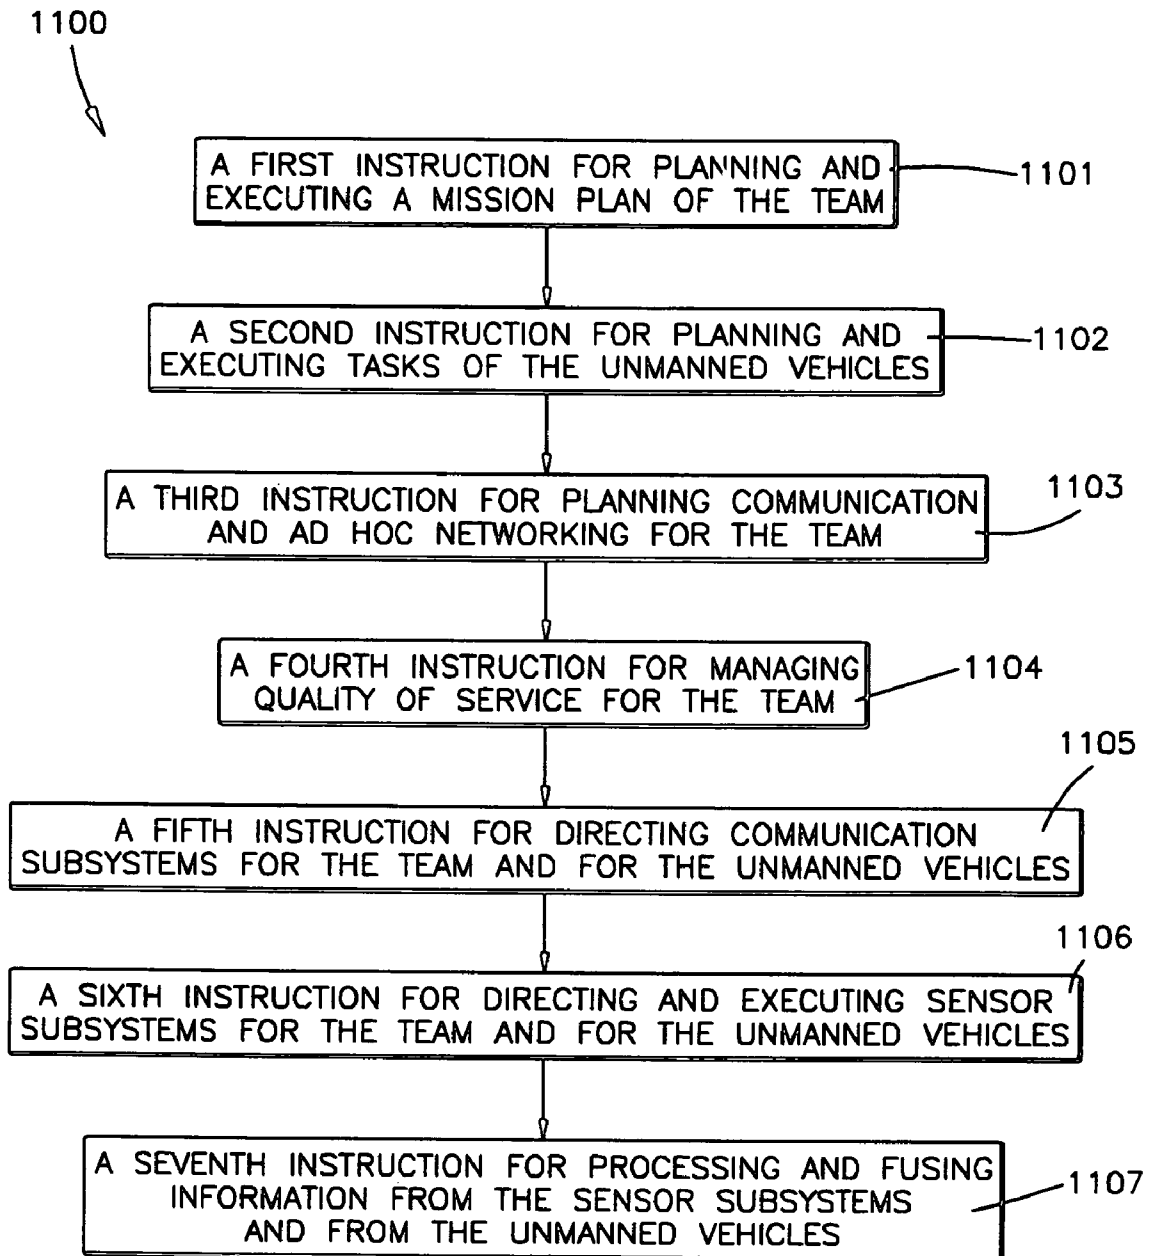 1100
A FIRST INSTRUCTION FOR PLANNING AND
EXECUTING A MISSION PLAN OF THE TEAM
1101
A SECOND INSTRUCTION FOR PLANNING AND
EXECUTING TASKS OF THE UNMANNED VEHICLES
1102
A THIRD INSTRUCTION FOR PLANNING COMMUNICATION
AND AD HOC NETWORKING FOR THE TEAM
1103
A FOURTH INSTRUCTION FOR MANAGING
QUALITY OF SERVICE FOR THE TEAM
1104
A FIFTH INSTRUCTION FOR DIRECTING COMMUNICATION
SUBSYSTEMS FOR THE TEAM AND FOR THE UNMANNED VEHICLES
1105
A SIXTH INSTRUCTION FOR DIRECTING AND EXECUTING SENSOR
SUBSYSTEMS FOR THE TEAM AND FOR THE UNMANNED VEHICLES
1106
A SEVENTH INSTRUCTION FOR PROCESSING AND FUSING
INFORMATION FROM THE SENSOR SUBSYSTEMS
AND FROM THE UNMANNED VEHICLES
1107